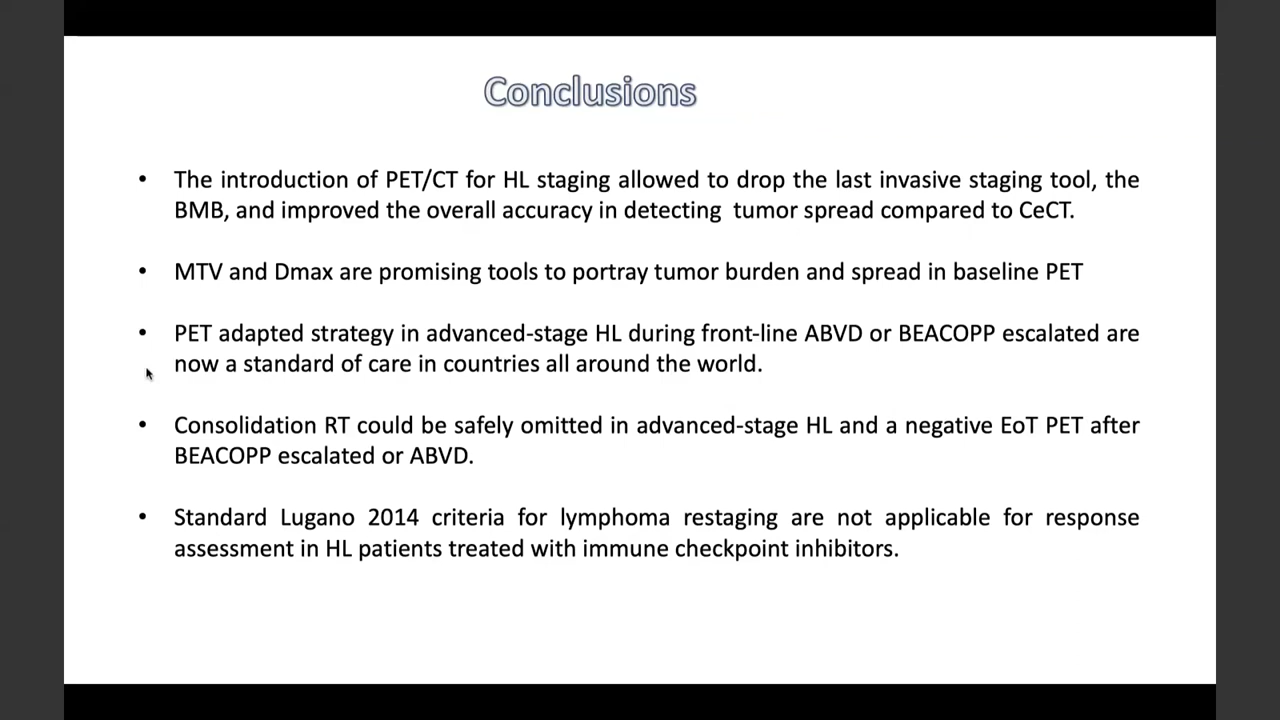 Conclusions
• The introduction of PET/CT for HL staging allowed to drop the last invasive staging tool, the
BMB, and improved the overall accuracy in detecting tumor spread compared to CeCT.
• MTV and Dmax are promising tools to portray tumor burden and spread in baseline PET
• PET adapted strategy in advanced-stage HL during front-line ABVD or BEACOPP escalated are
now a standard of care in countries all around the world.
• Consolidation RT could be safely omitted in advanced-stage HL and a negative EoT PET after
BEACOPP escalated or ABVD.
• Standard Lugano 2014 criteria for lymphoma restaging are not applicable for response
assessment in HL patients treated with immune checkpoint inhibitors.